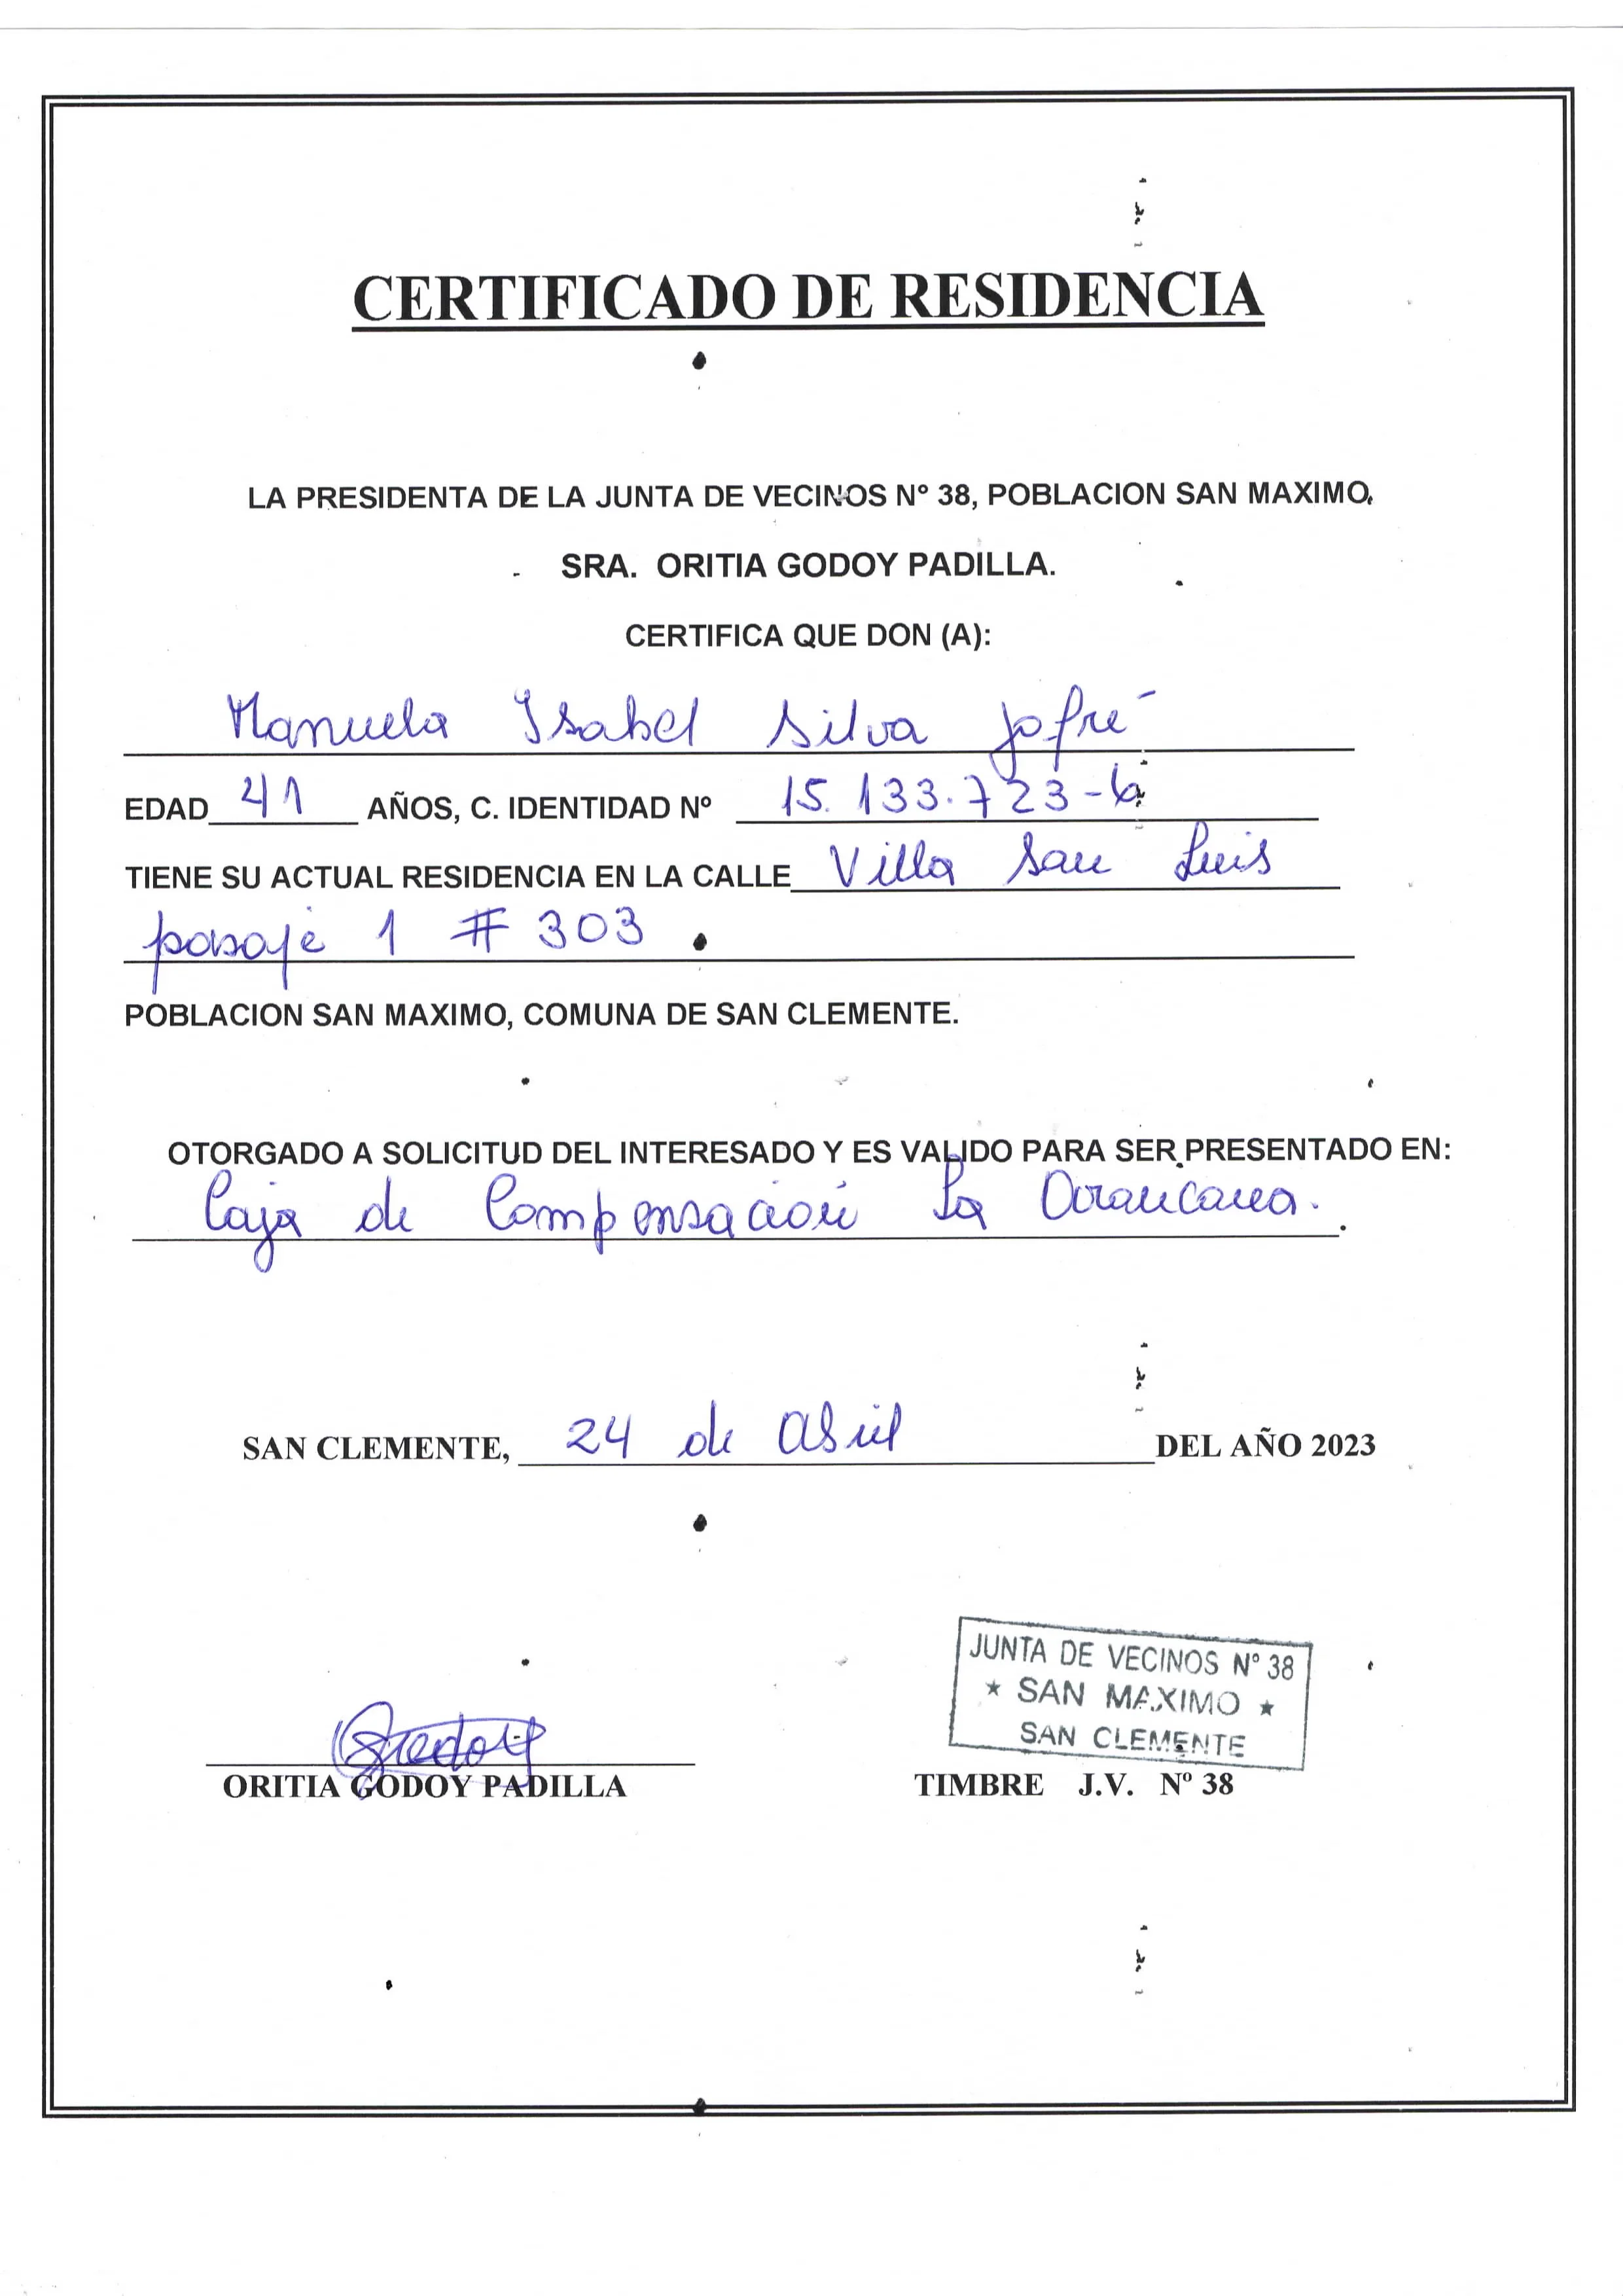 CERTIFICADO DE RESIDENCIA
LA PRESIDENTA DE LA JUNTA DE VECINOS Nº 38, POBLACION SAN MAXIMO,
SRA. ORITIA GODOY PADILLA.
CERTIFICA QUE DON (A):
Manuela Isabel Silva Jofré
EDAD 41 AÑOS, C. IDENTIDAD Nº 15.133.723-6
TIENE SU ACTUAL RESIDENCIA EN LA CALLE Villa San Luis
pasaje 1 # 303
POBLACION SAN MAXIMO, COMUNA DE SAN CLEMENTE.
OTORGADO A SOLICITUD DEL INTERESADO Y ES VALIDO PARA SER PRESENTADO EN:
Caja de Compensación La Araucana.
SAN CLEMENTE, 24 de Abril DEL AÑO 2023
JUNTA DE VECINOS Nº 38
★ SAN MAXIMO ★
SAN CLEMENTE
ORITIA GODOY PADILLA TIMBRE J.V. Nº 38